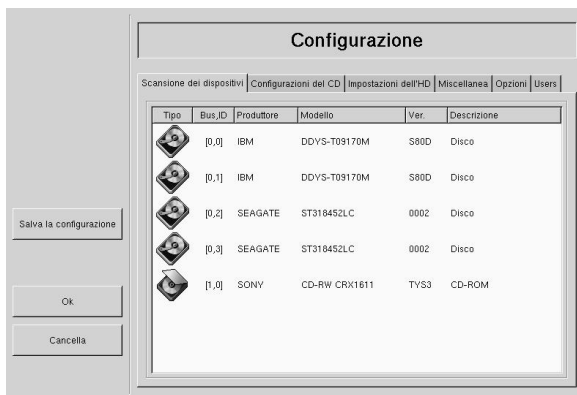 Configurazione
Scansione dei dispositivi Configurazioni del CD Impostazioni dell'HD Miscellanea Opzioni Users
Tipo Bus,ID Produttore Modello Ver. Descrizione
[0,0] IBM DDYS-T09170M S80D Disco
[0,1] IBM DDYS-T09170M S80D Disco
[0,2] SEAGATE ST318452LC 0002 Disco
[0,3] SEAGATE ST318452LC 0002 Disco
[1,0] SONY CD-RW CRX1611 TYS3 CD-ROM
Salva la configurazione
Ok
Cancella